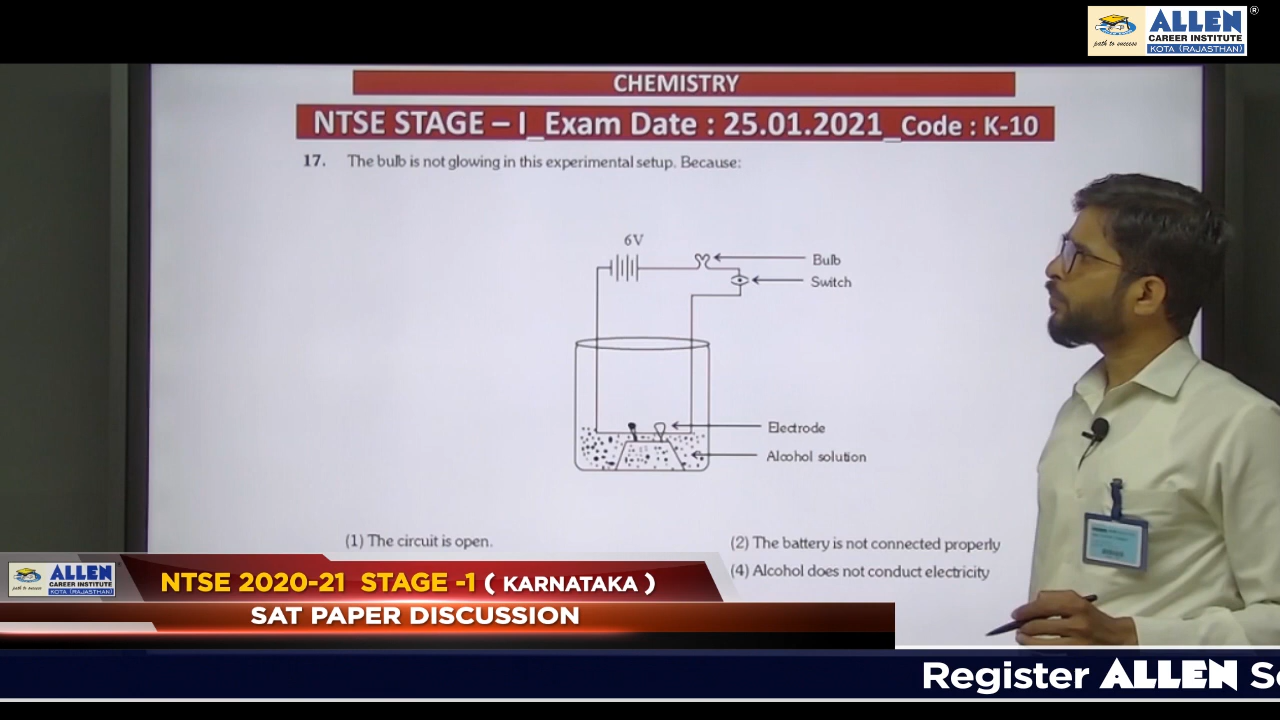 ALLEN
®
CAREER INSTITUTE
path to success
KOTA (RAJASTHAN)
CHEMISTRY
NTSE STAGE – I_Exam Date : 25.01.2021_Code : K-10
17. The bulb is not glowing in this experimental setup. Because:
6V
Bulb
Switch
Electrode
Alcohol solution
(1) The circuit is open.
(2) The battery is not connected properly
(4) Alcohol does not conduct electricity
ALLEN
CAREER INSTITUTE
path to success
KOTA (RAJASTHAN)
NTSE 2020-21 STAGE -1 ( KARNATAKA )
SAT PAPER DISCUSSION
Register ALLEN S